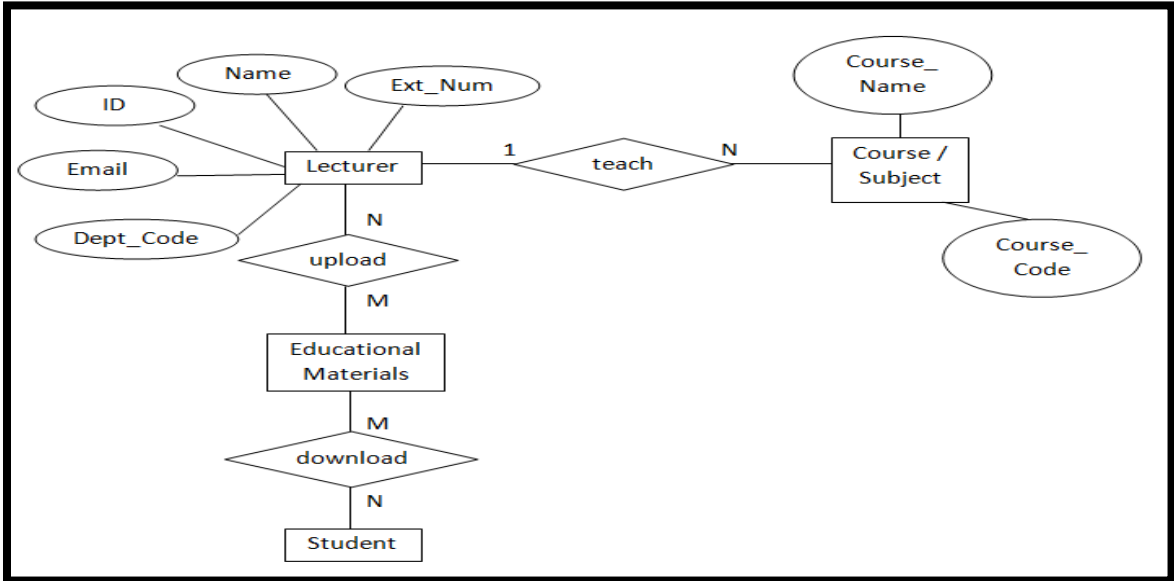 Name
Ext_Num
ID
Email
Dept_Code
Lecturer
1
teach
N
Course_
Name
Course /
Subject
Course_
Code
N
upload
M
Educational
Materials
M
download
N
Student